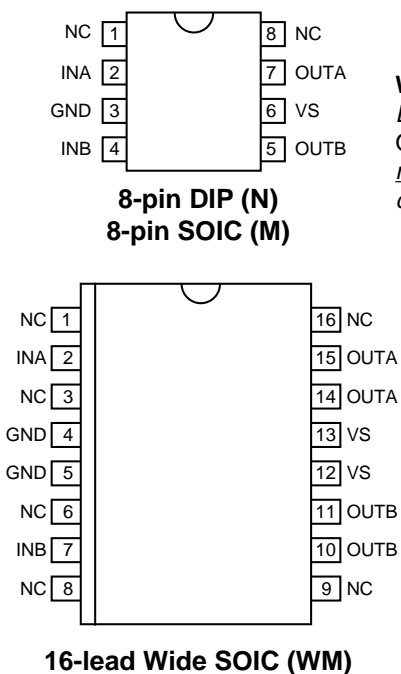 NC 1 8 NC
INA 2 7 OUTA
GND 3 6 VS
INB 4 5 OUTB
8-pin DIP (N)
8-pin SOIC (M)
NC 1 16 NC
INA 2 15 OUTA
NC 3 14 OUTA
GND 4 13 VS
GND 5 12 VS
NC 6 11 OUTB
INB 7 10 OUTB
NC 8 9 NC
16-lead Wide SOIC (WM)